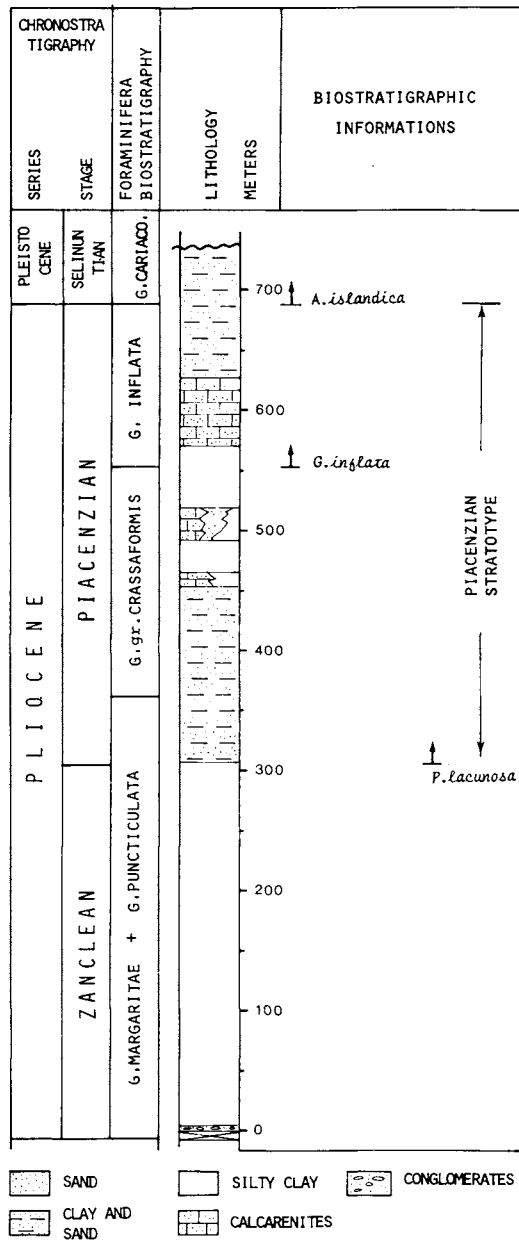 CHRONOSTRA
TIGRAPHY
SERIES
STAGE
FORAMINIFERA
BIOSTRATIGRAPHY
LITHOLOGY
METERS
BIOSTRATIGRAPHIC
INFORMATIONS
PLEISTO
CENE
SELINUN
TIAN
G.CARIACO.
700
A.islandica
G. INFLATA
600
G.inflata
PLIOCENE
PIACENZIAN
G.gr.CRASSAFORMIS
500
PIACENZIAN
STRATOTYPE
400
300
P.lacunosa
ZANCLEAN
G.MARGARITAE + G.PUNCTICULATA
200
100
0
SAND
SILTY CLAY
CONGLOMERATES
CLAY AND
SAND
CALCARENITES